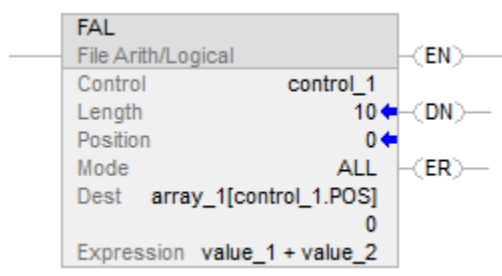 FAL
File Arith/Logical (EN)
Control control_1
Length 10 (DN)
Position 0
Mode ALL (ER)
Dest array_1[control_1.POS]
0
Expression value_1 + value_2